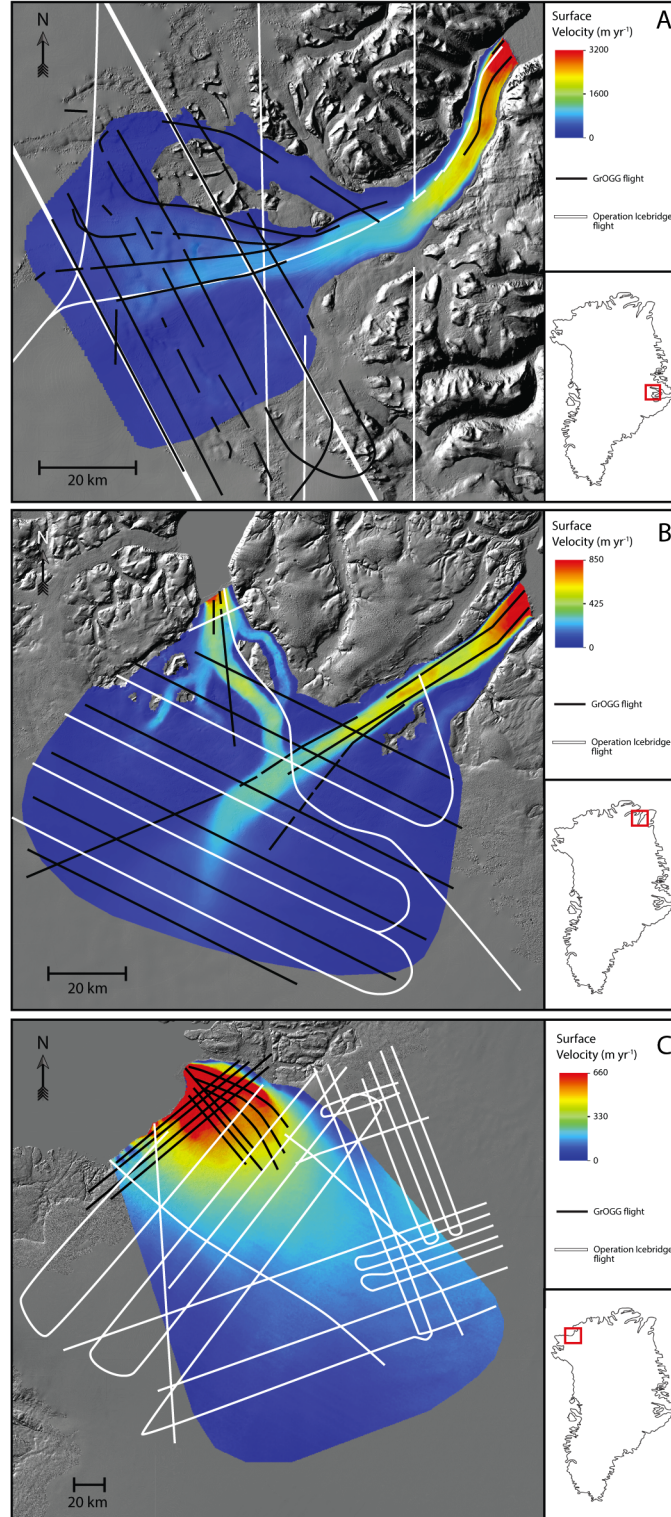 N
20 km
A
Surface
Velocity (m yr⁻¹)
3200
1600
0
GrOGG flight
Operation Icebridge
flight
N
20 km
B
Surface
Velocity (m yr⁻¹)
850
425
0
GrOGG flight
Operation Icebridge
flight
N
20 km
C
Surface
Velocity (m yr⁻¹)
660
330
0
GrOGG flight
Operation Icebridge
flight